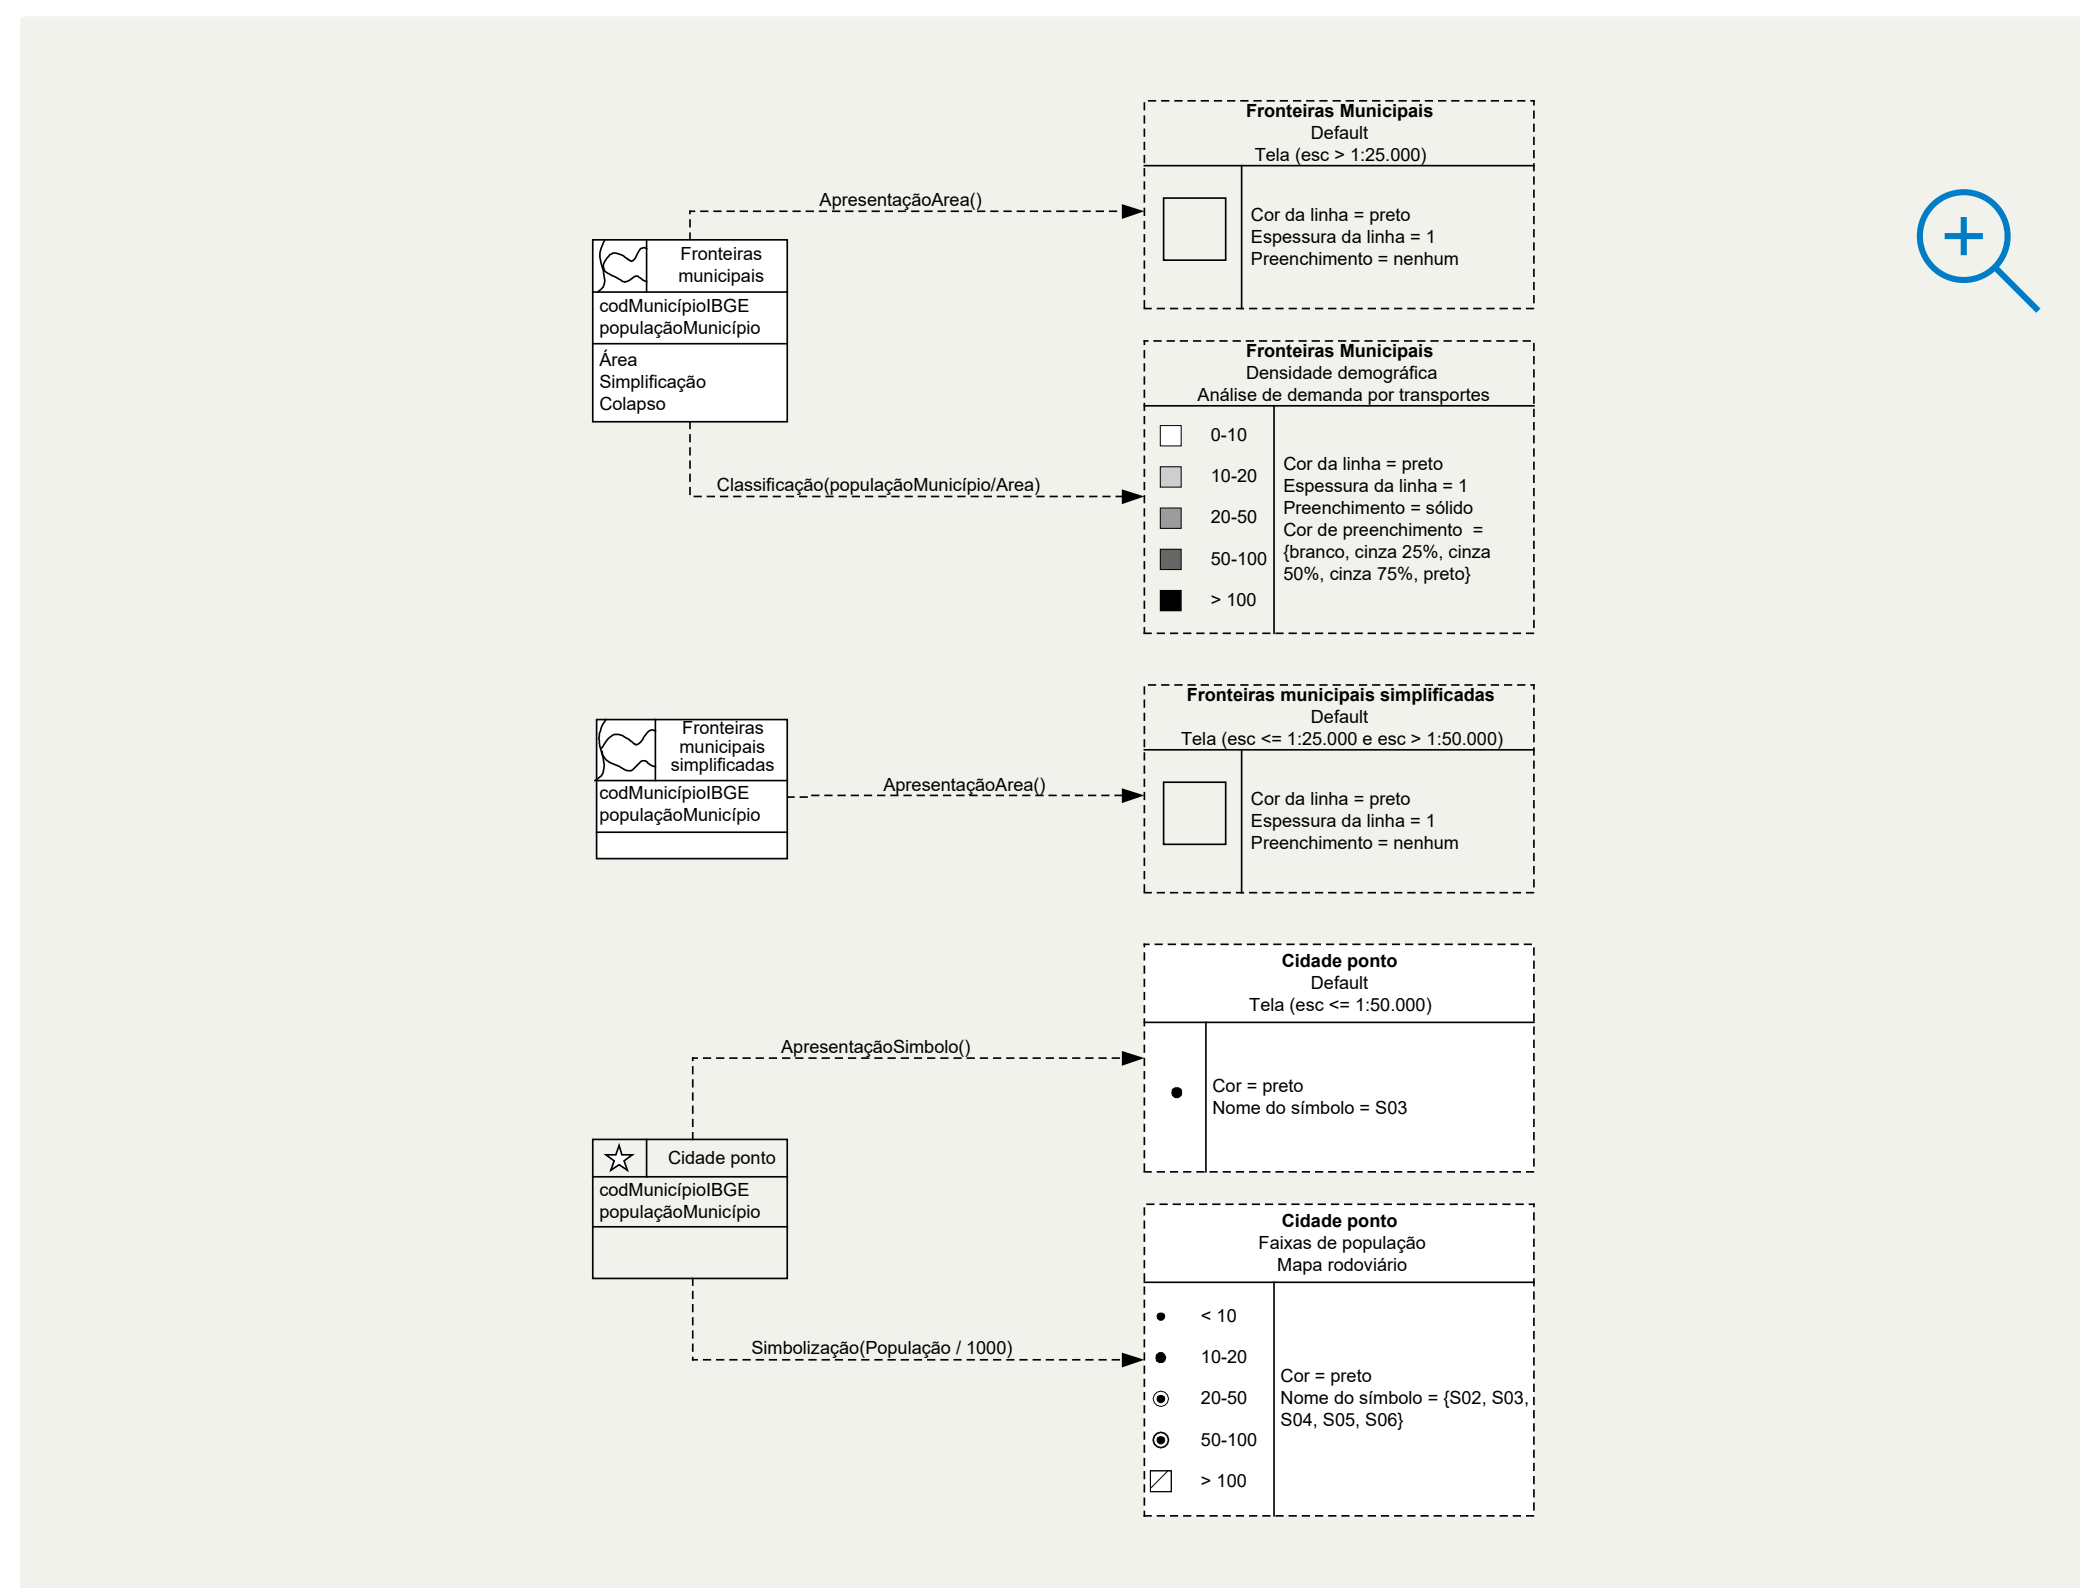 Fronteiras Municipais
Default
Tela (esc > 1:25.000)
Cor da linha = preto
Espessura da linha = 1
Preenchimento = nenhum
ApresentaçãoArea()
Fronteiras
municipais
codMunicípioIBGE
populaçãoMunicípio
Área
Simplificação
Colapso
Classificação(populaçãoMunicípio/Area)
Fronteiras Municipais
Densidade demográfica
Análise de demanda por transportes
0-10
10-20
20-50
50-100
> 100
Cor da linha = preto
Espessura da linha = 1
Preenchimento = sólido
Cor de preenchimento  =
{branco, cinza 25%, cinza
50%, cinza 75%, preto}
Fronteiras
municipais
simplificadas
codMunicípioIBGE
populaçãoMunicípio
ApresentaçãoArea()
Fronteiras municipais simplificadas
Default
Tela (esc <= 1:25.000 e esc > 1:50.000)
Cor da linha = preto
Espessura da linha = 1
Preenchimento = nenhum
Cidade ponto
Default
Tela (esc <= 1:50.000)
Cor = preto
Nome do símbolo = S03
ApresentaçãoSimbolo()
Cidade ponto
codMunicípioIBGE
populaçãoMunicípio
Simbolização(População / 1000)
Cidade ponto
Faixas de população
Mapa rodoviário
< 10
10-20
20-50
50-100
> 100
Cor = preto
Nome do símbolo = {S02, S03,
S04, S05, S06}